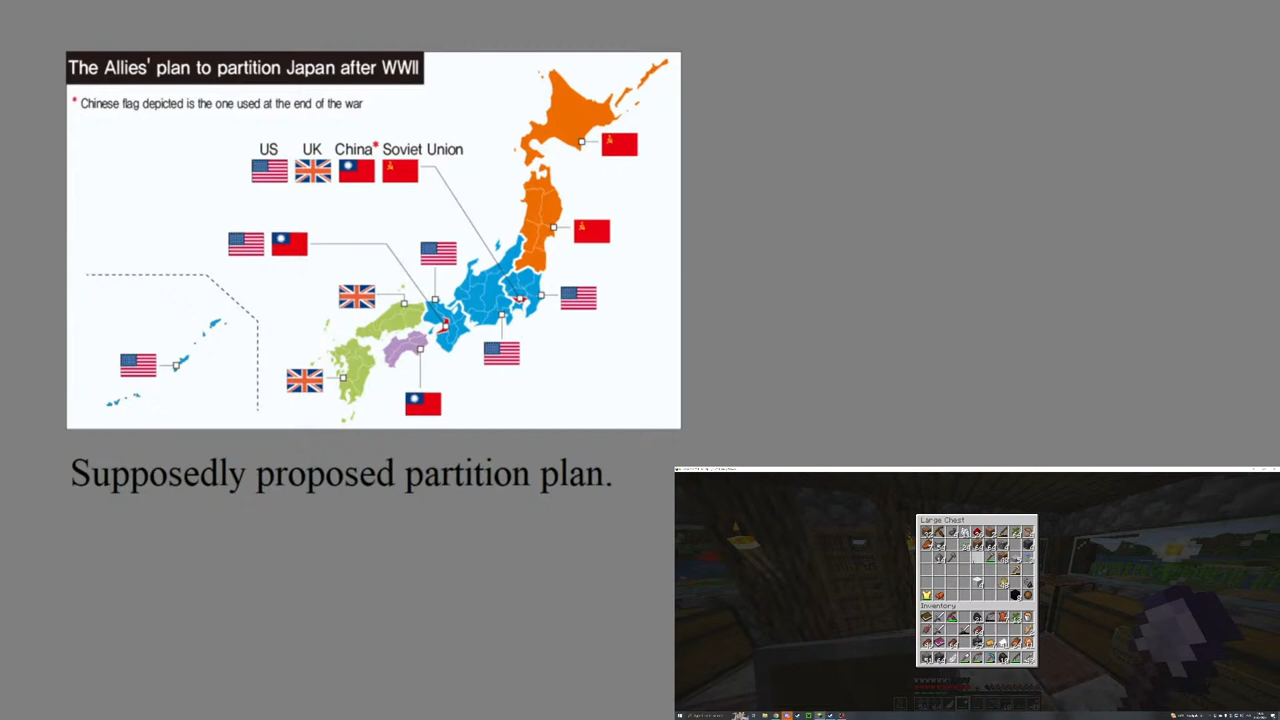 The Allies' plan to partition Japan after WWII
* Chinese flag depicted is the one used at the end of the war
US UK China* Soviet Union
Supposedly proposed partition plan.
Large Chest
Inventory